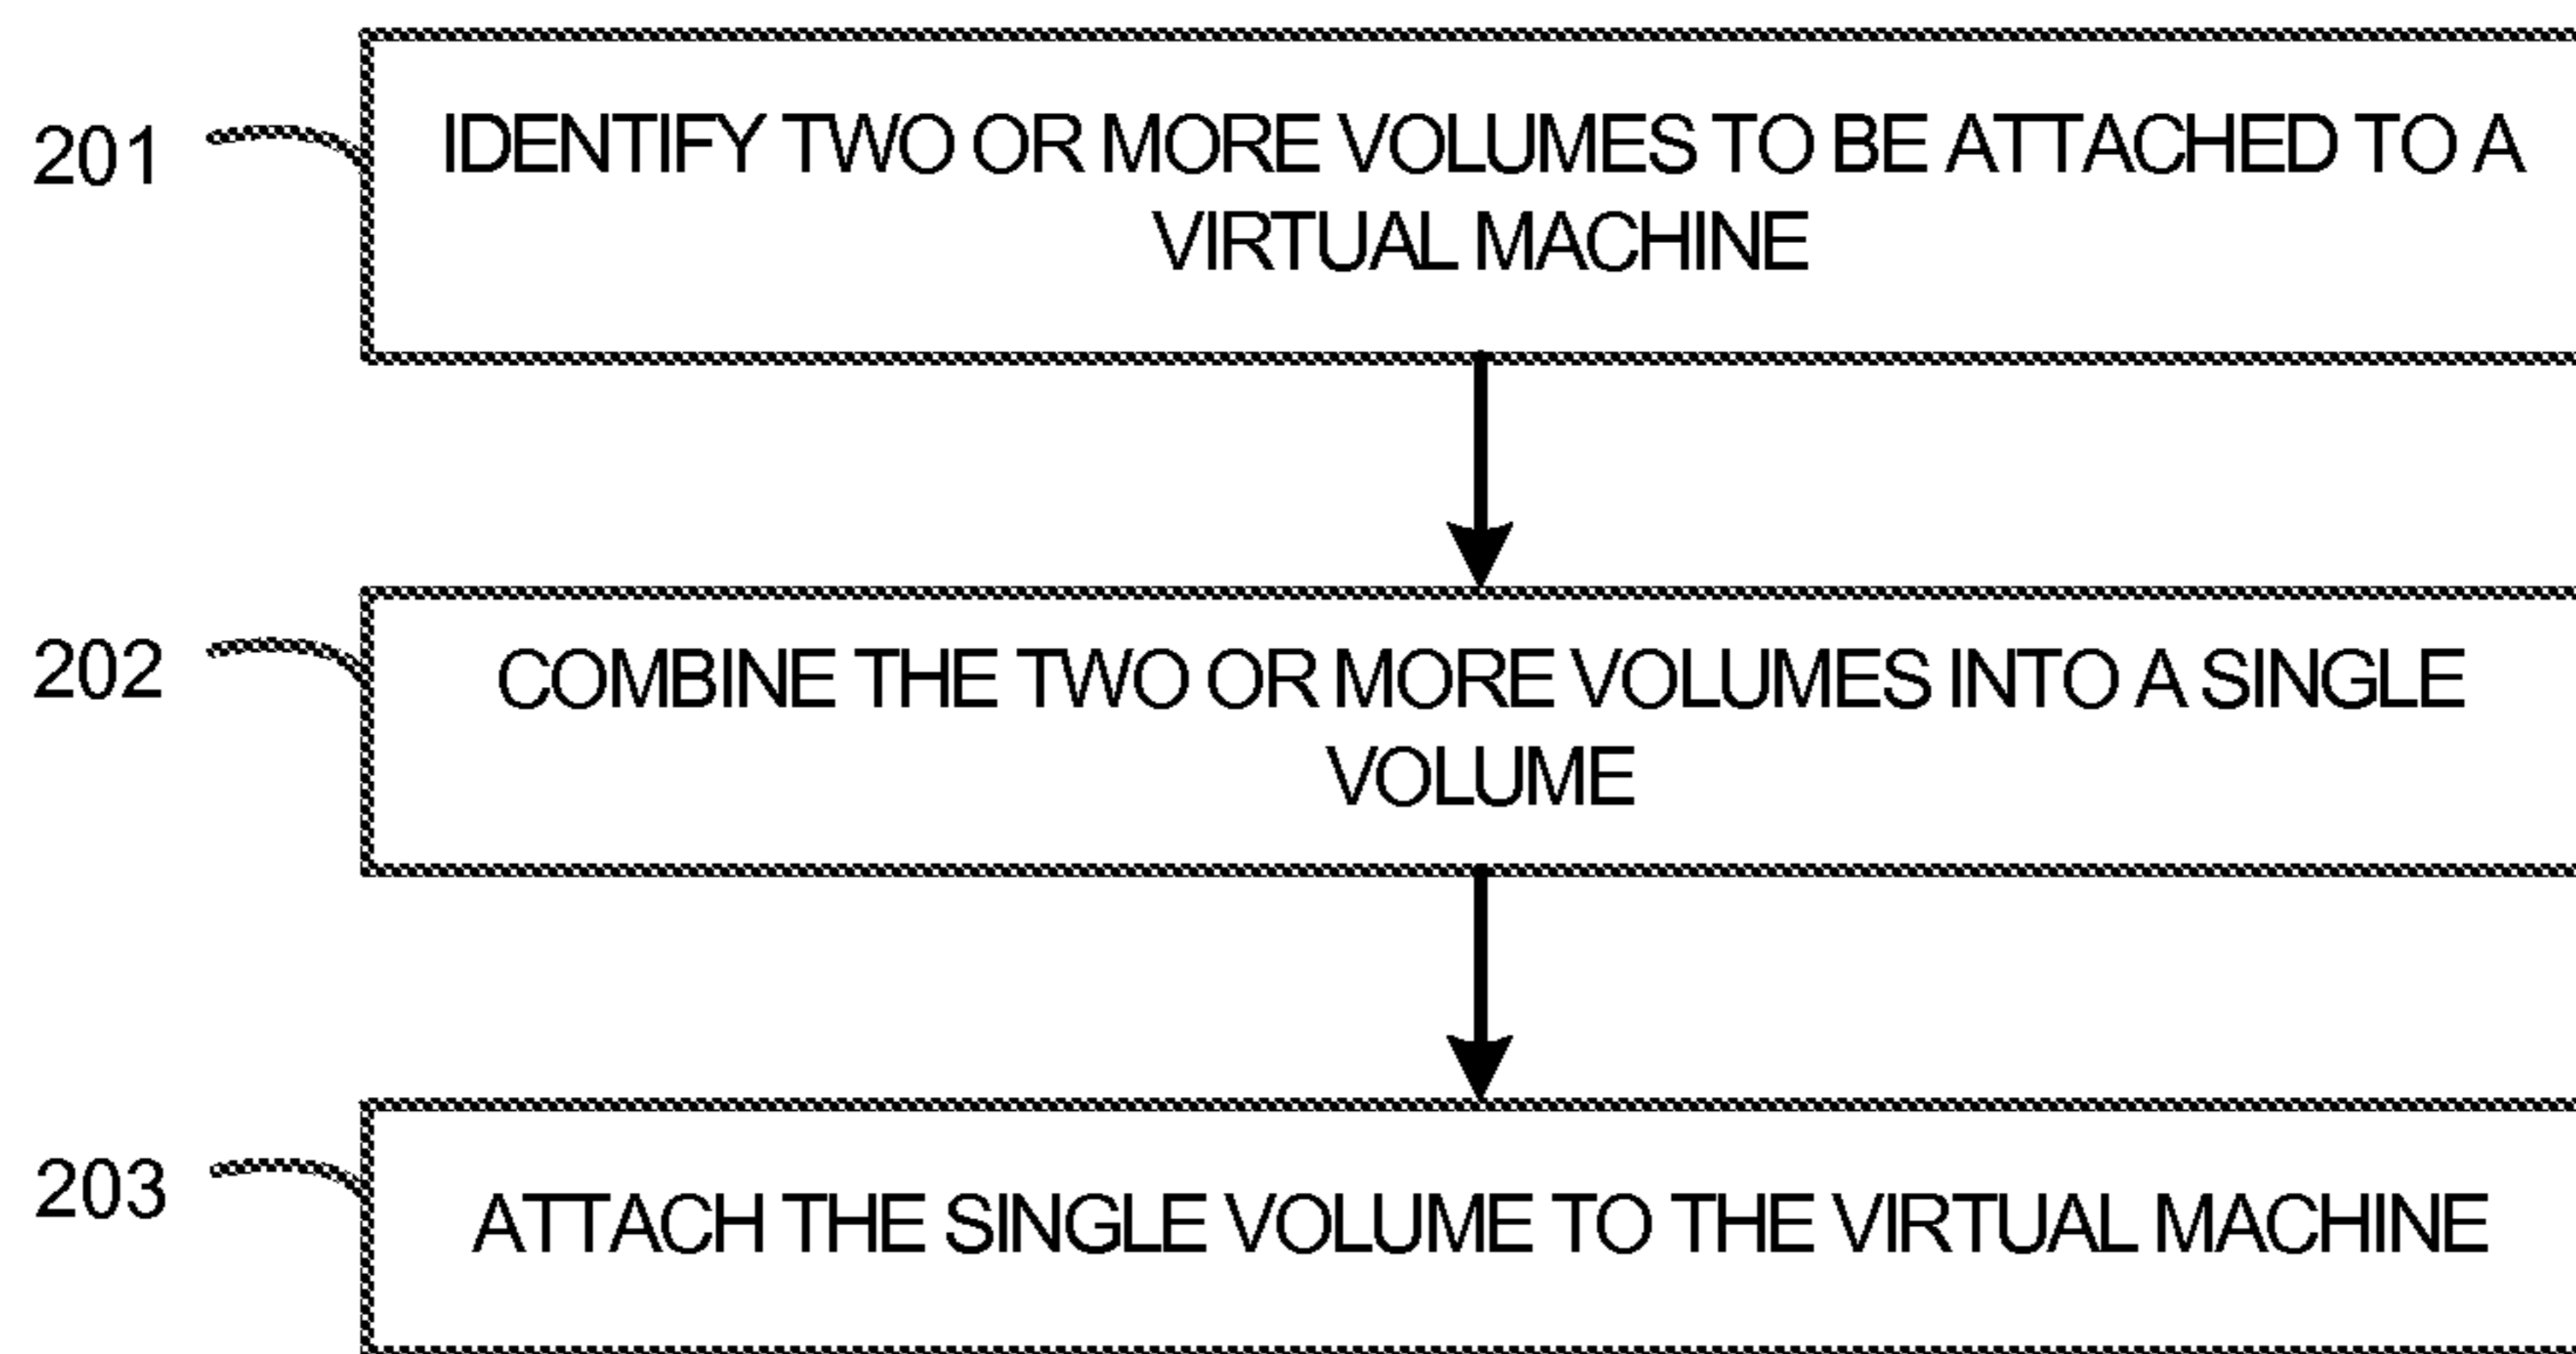 201
IDENTIFY TWO OR MORE VOLUMES TO BE ATTACHED TO A
VIRTUAL MACHINE
202
COMBINE THE TWO OR MORE VOLUMES INTO A SINGLE
VOLUME
203
ATTACH THE SINGLE VOLUME TO THE VIRTUAL MACHINE